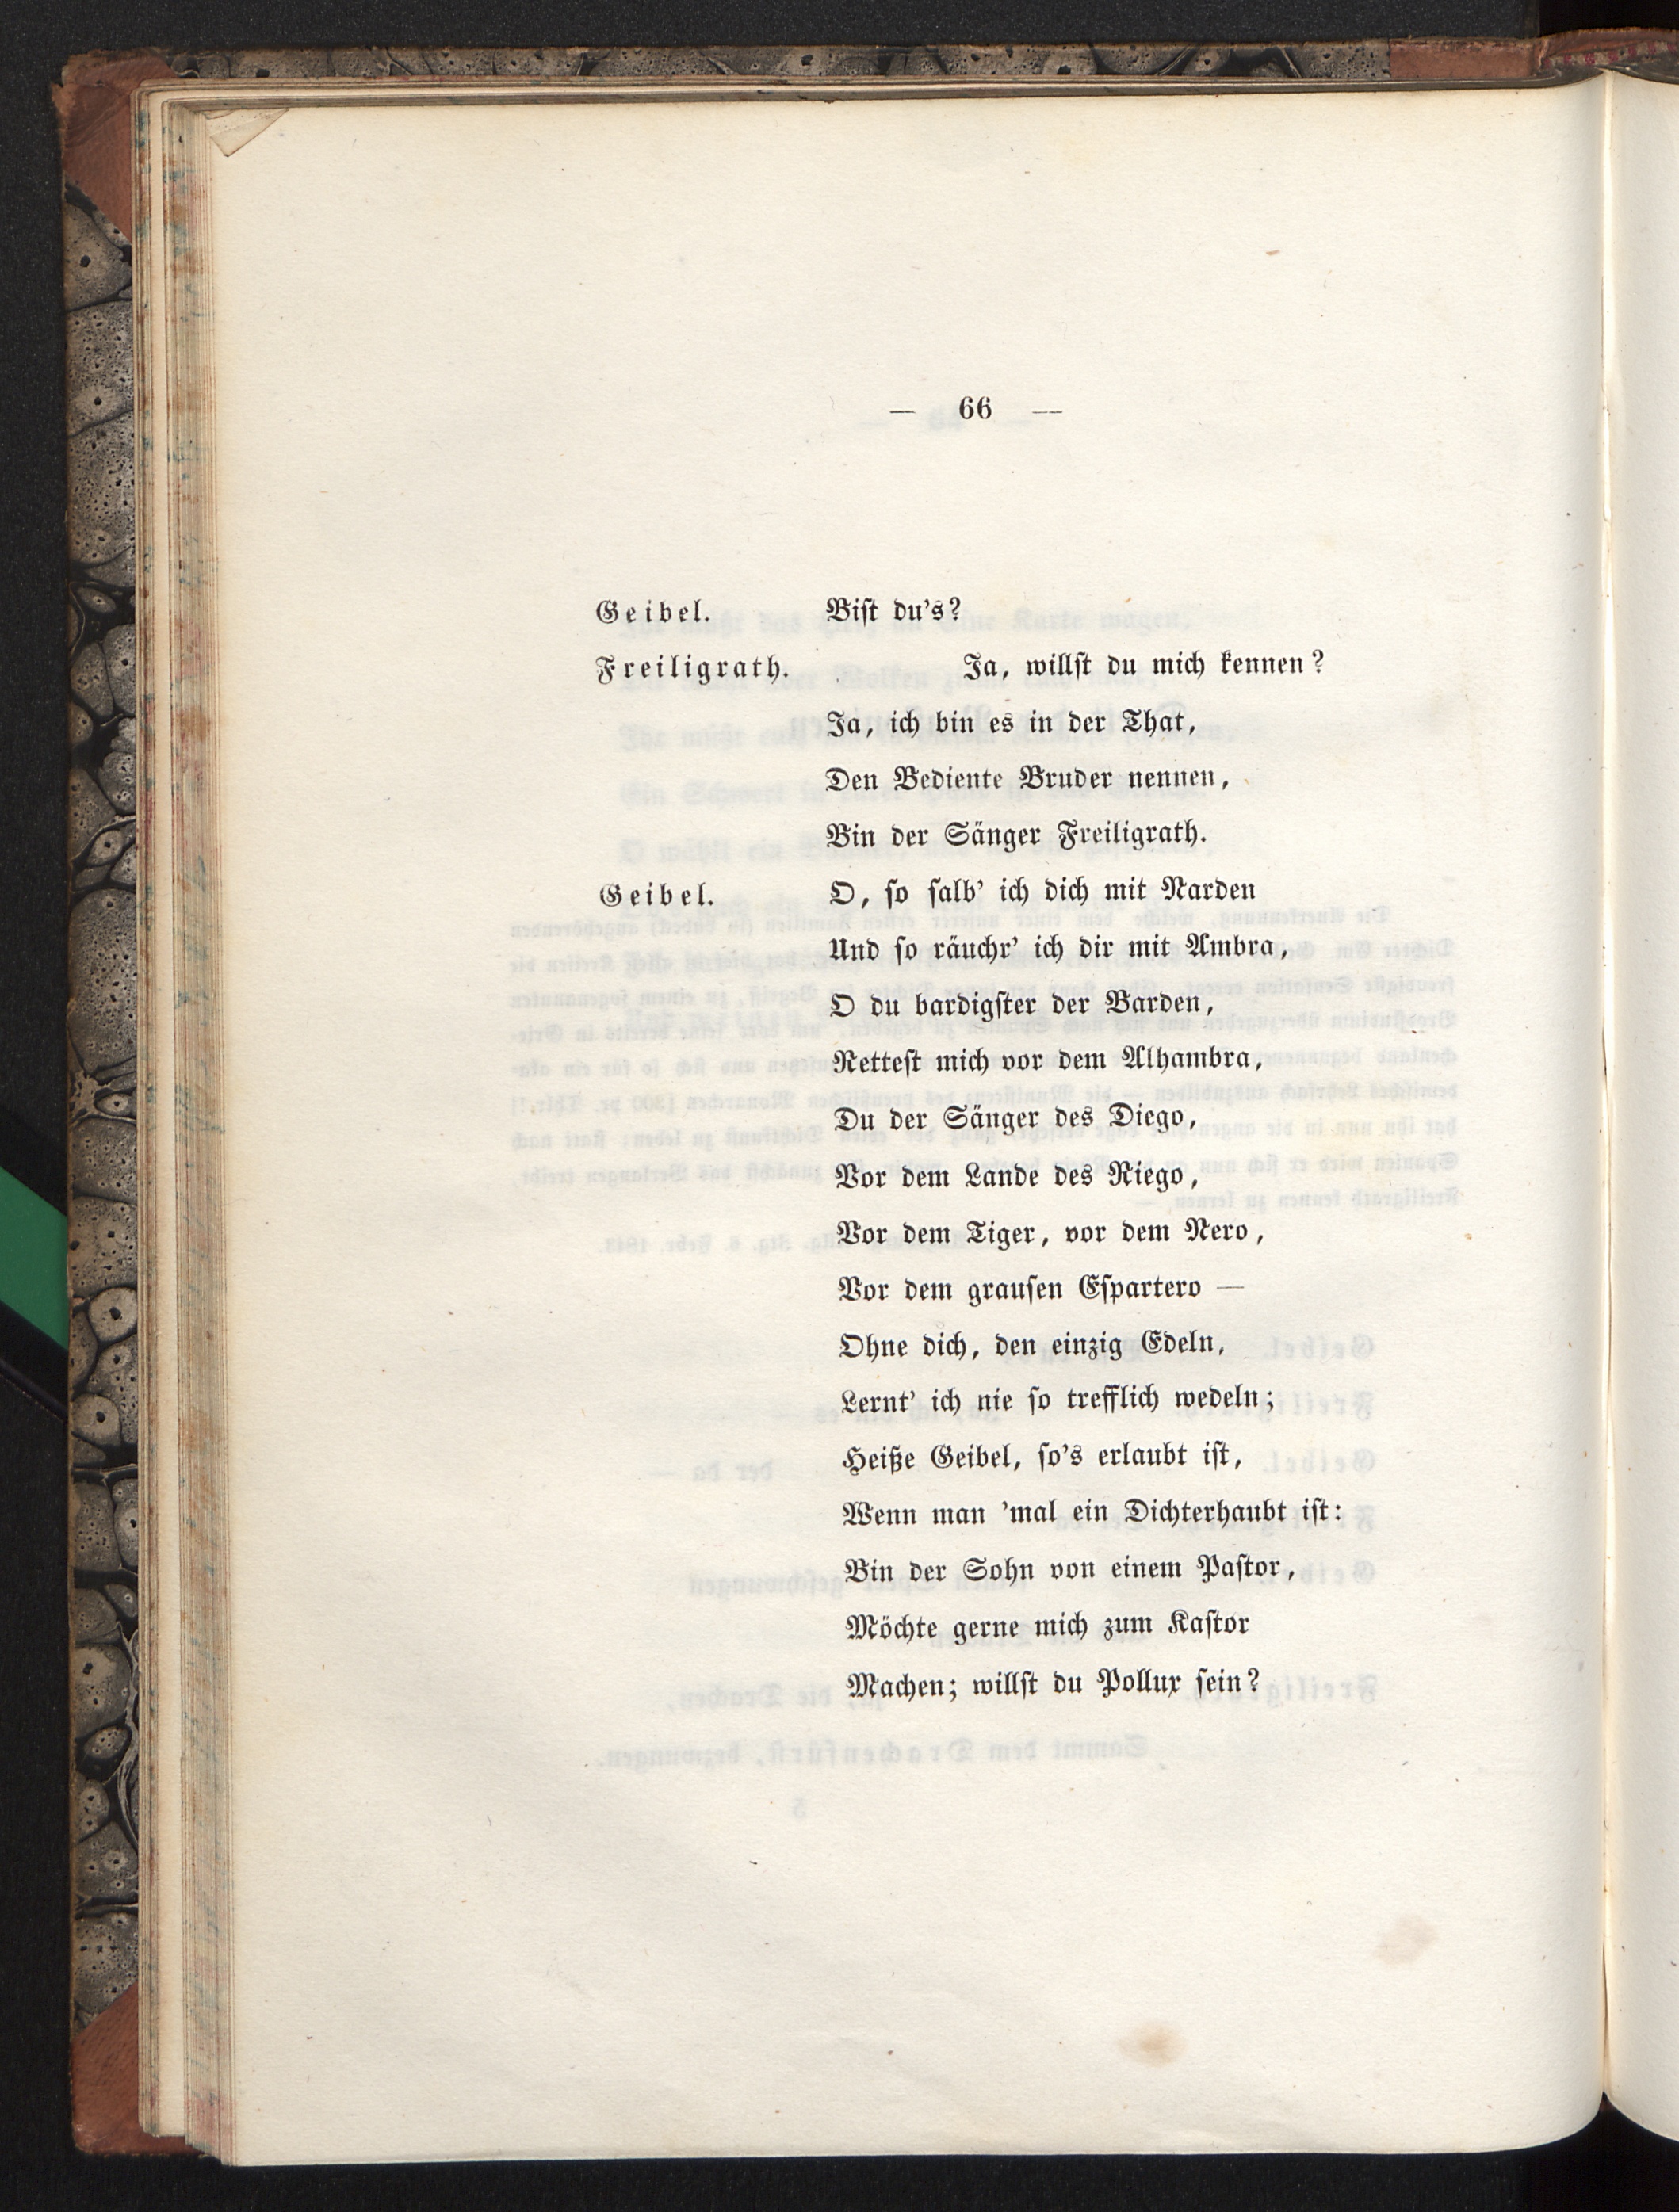 — 66 —
Geibel. Bist du's?
Freiligrath. Ja, willst du mich kennen?
Ja, ich bin es in der That,
Den Bediente Bruder nennen,
Bin der Sänger Freiligrath.
Geibel. O, so salb' ich dich mit Narden
Und so räuchr' ich dir mit Ambra,
O du bardigster der Barden,
Rettest mich vor dem Alhambra,
Du der Sänger des Diego,
Vor dem Lande des Riego,
Vor dem Tiger, vor dem Nero,
Vor dem grausen Espartero —
Ohne dich, den einzig Edeln,
Lernt' ich nie so trefflich wedeln;
Heiße Geibel, so's erlaubt ist,
Wenn man 'mal ein Dichterhaubt ist:
Bin der Sohn von einem Pastor,
Möchte gerne mich zum Kastor
Machen; willst du Pollux sein?